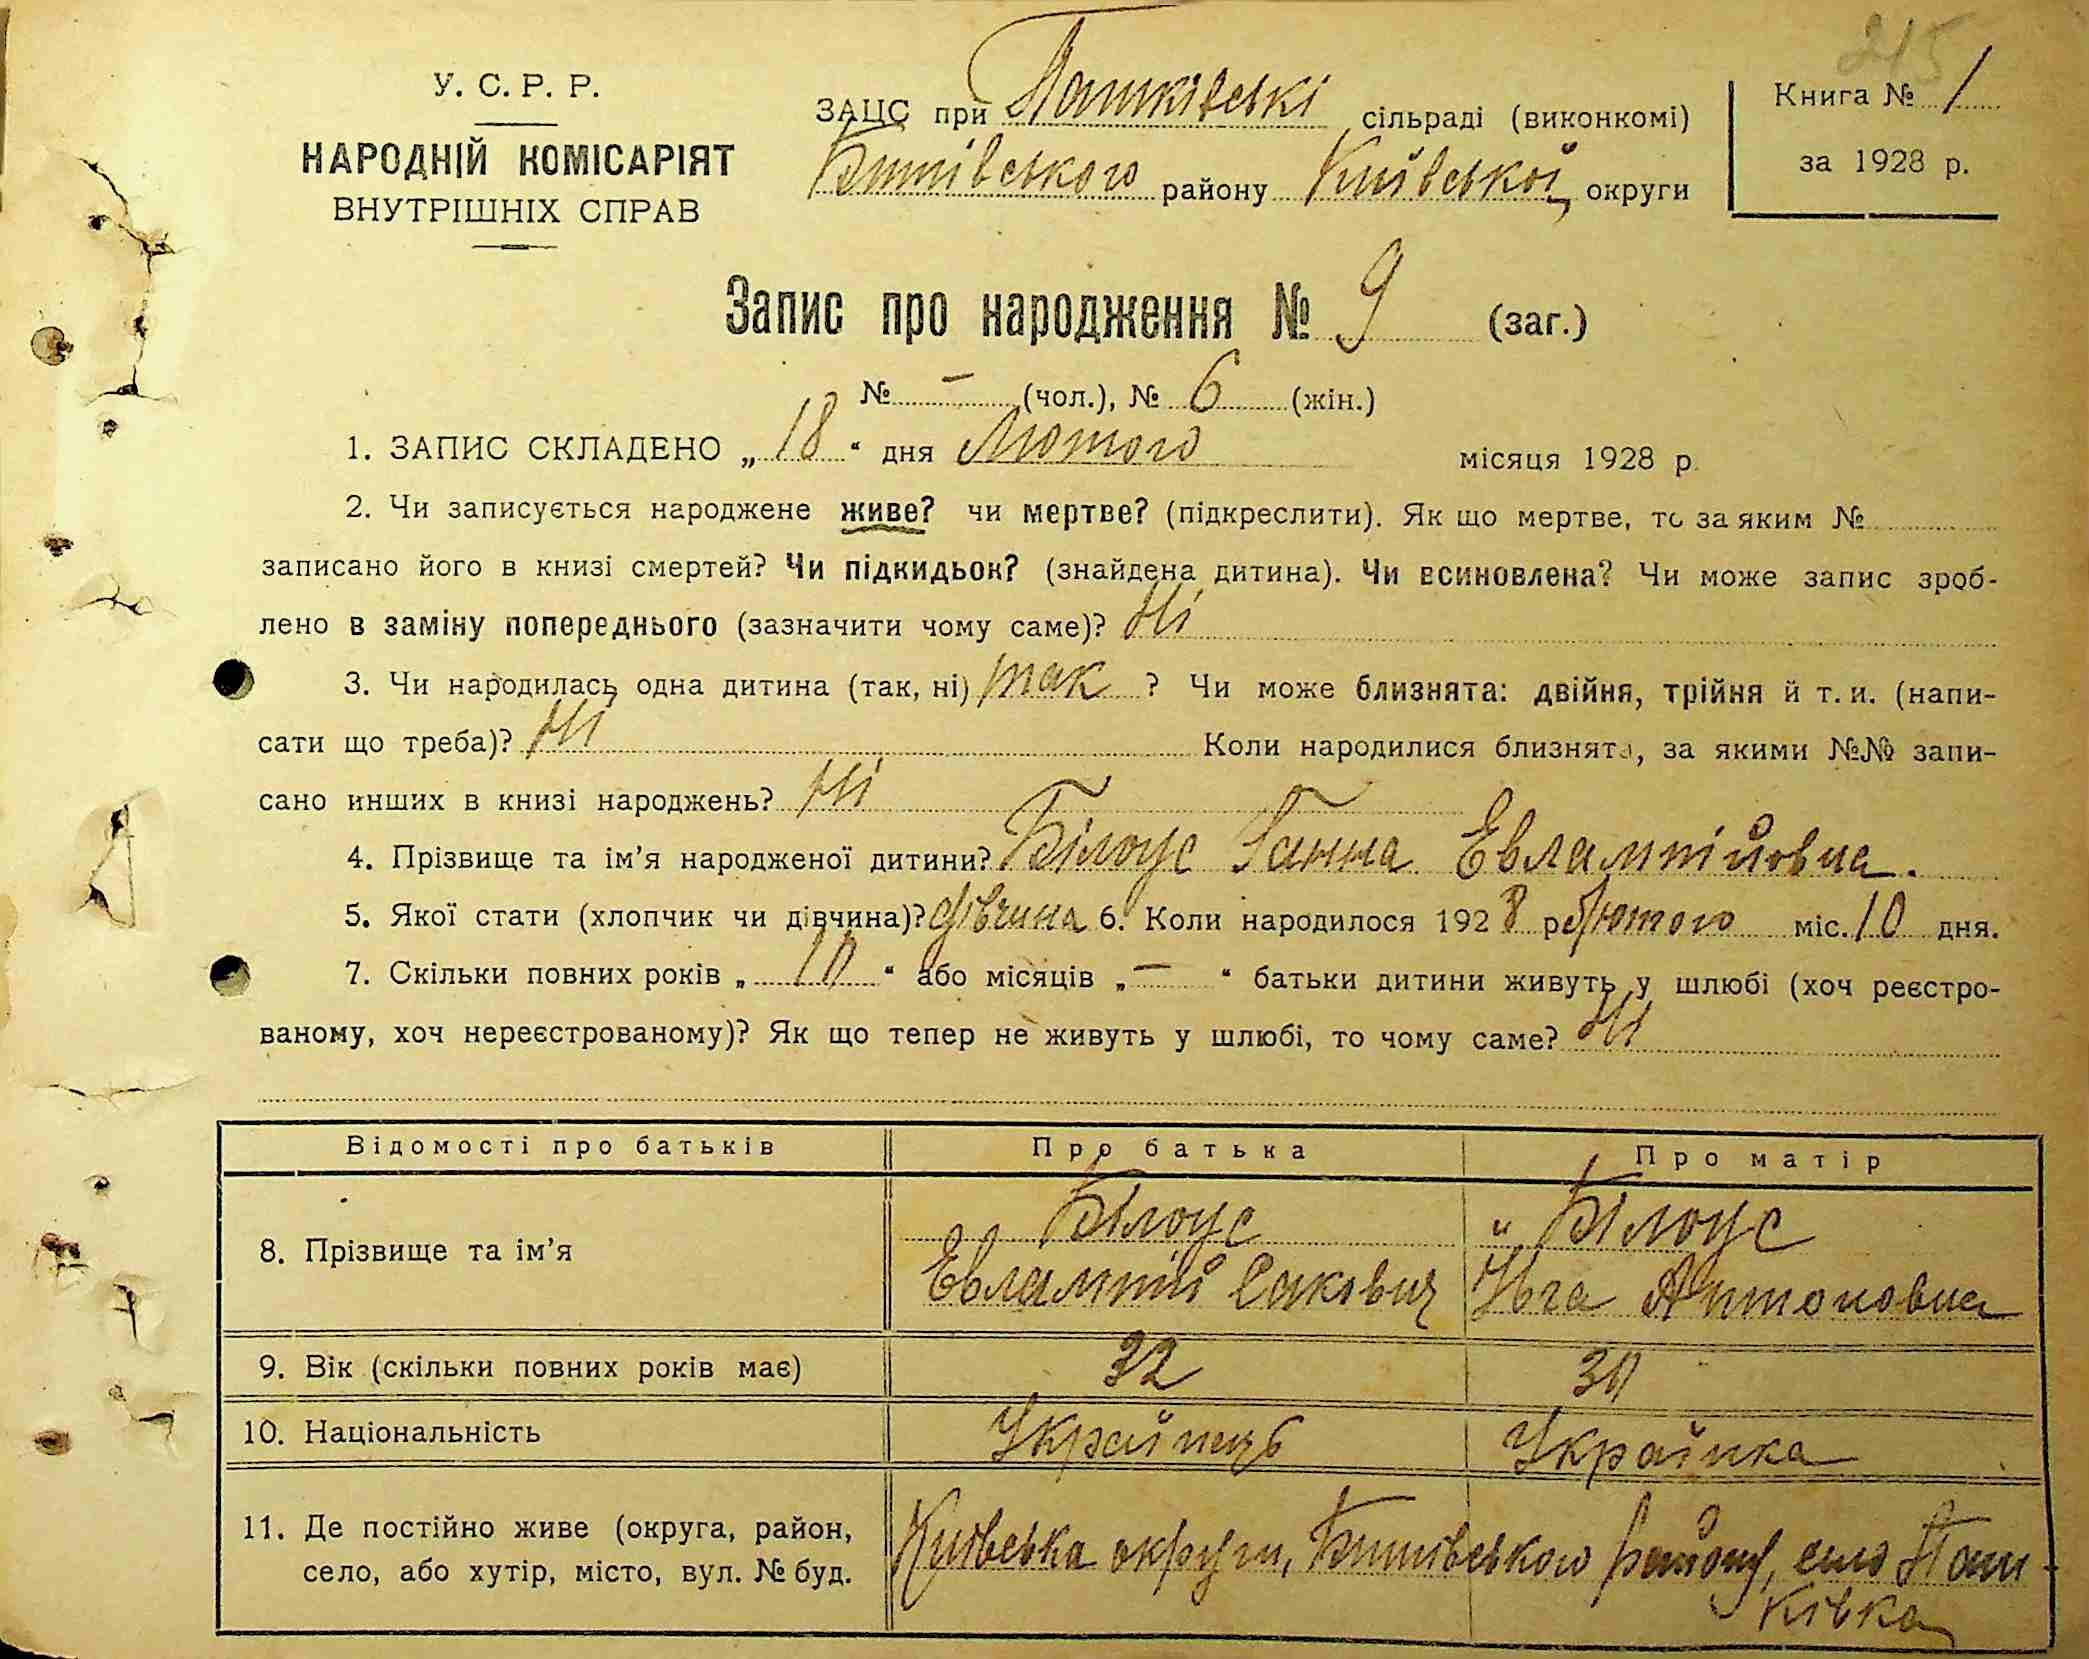 215
У. С. Р. Р.
НАРОДНІЙ КОМІСАРІЯТ
ВНУТРІШНІХ СПРАВ
ЗАЦС при Пашківські сільраді (виконкомі)
Бишівського району Київської округи
Книга № 1
за 1928 р.
Запис про народження № 9 (заг.)
№ - (чол.), № 6 (жін.)
1. ЗАПИС СКЛАДЕНО „ 18 “ дня Лютого місяця 1928 р.
2. Чи записується народжене живе? чи мертве? (підкреслити). Як що мертве, то за яким №
записано його в книзі смертей? Чи підкидьок? (знайдена дитина). Чи всиновлена? Чи може запис зроб-
лено в заміну попереднього (зазначити чому саме)? Ні
3. Чи народилась одна дитина (так, ні) так ? Чи може близнята: двійня, трійня й т. и. (напи-
сати що треба)? Ні Коли народилися близнята, за якими №№ запи-
сано инших в книзі народжень? Ні
4. Прізвище та ім’я народженої дитини? Білоус Ганна Евлампійовна.
5. Якої стати (хлопчик чи дівчина)? дівчина 6. Коли народилося 1928 р. Лютого міс. 10 дня.
7. Скільки повних років „ 10 “ або місяців „ — “ батьки дитини живуть у шлюбі (хоч реєстро-
ваному, хоч нереєстрованому)? Як що тепер не живуть у шлюбі, то чому саме? Ні
Відомості про батьків Про батька Про матір
8. Прізвище та ім’я Білоус „ Білоус
Евлампій Сакович Ївга Антоновна
9. Вік (скільки повних років має) 32 30
10. Національність Українець Українка
11. Де постійно живе (округа, район,
село, або хутір, місто, вул. № буд.
Київська округи, Бишівського району, село Паш-
ківка